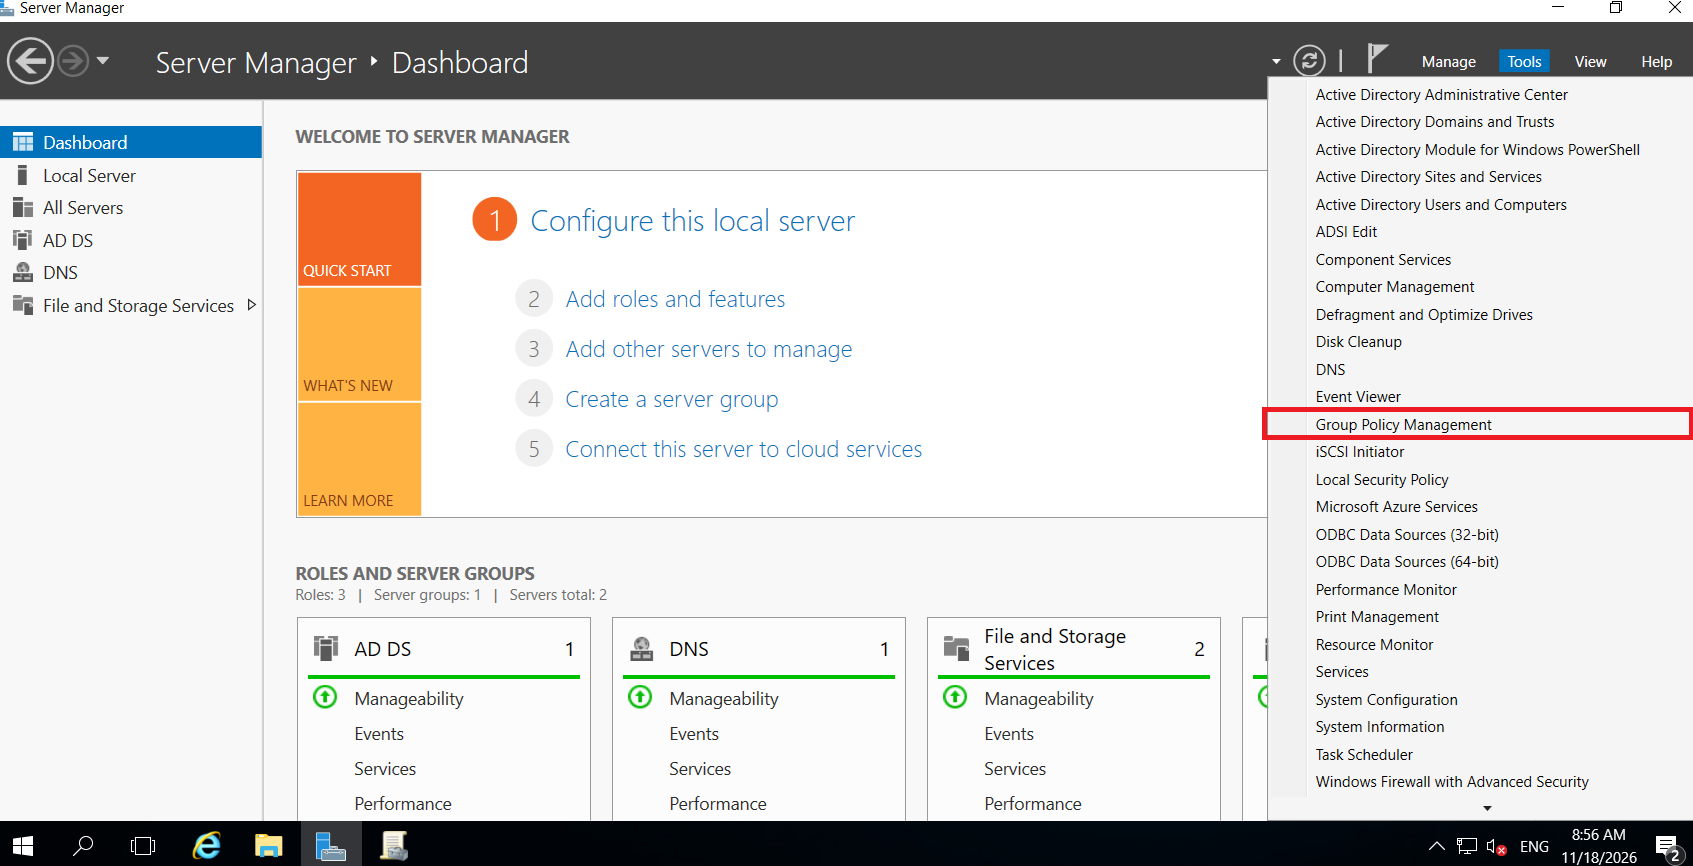 Server Manager
Server Manager ‣ Dashboard
Manage Tools View Help
Dashboard
Local Server
All Servers
AD DS
DNS
File and Storage Services
WELCOME TO SERVER MANAGER
QUICK START
WHAT'S NEW
LEARN MORE
1 Configure this local server
2 Add roles and features
3 Add other servers to manage
4 Create a server group
5 Connect this server to cloud services
ROLES AND SERVER GROUPS
Roles: 3 | Server groups: 1 | Servers total: 2
AD DS 1
Manageability
Events
Services
Performance
DNS 1
Manageability
Events
Services
Performance
File and Storage
Services 2
Manageability
Events
Services
Performance
Active Directory Administrative Center
Active Directory Domains and Trusts
Active Directory Module for Windows PowerShell
Active Directory Sites and Services
Active Directory Users and Computers
ADSI Edit
Component Services
Computer Management
Defragment and Optimize Drives
Disk Cleanup
DNS
Event Viewer
Group Policy Management
iSCSI Initiator
Local Security Policy
Microsoft Azure Services
ODBC Data Sources (32-bit)
ODBC Data Sources (64-bit)
Performance Monitor
Print Management
Resource Monitor
Services
System Configuration
System Information
Task Scheduler
Windows Firewall with Advanced Security
ENG
8:56 AM
11/18/2026
2